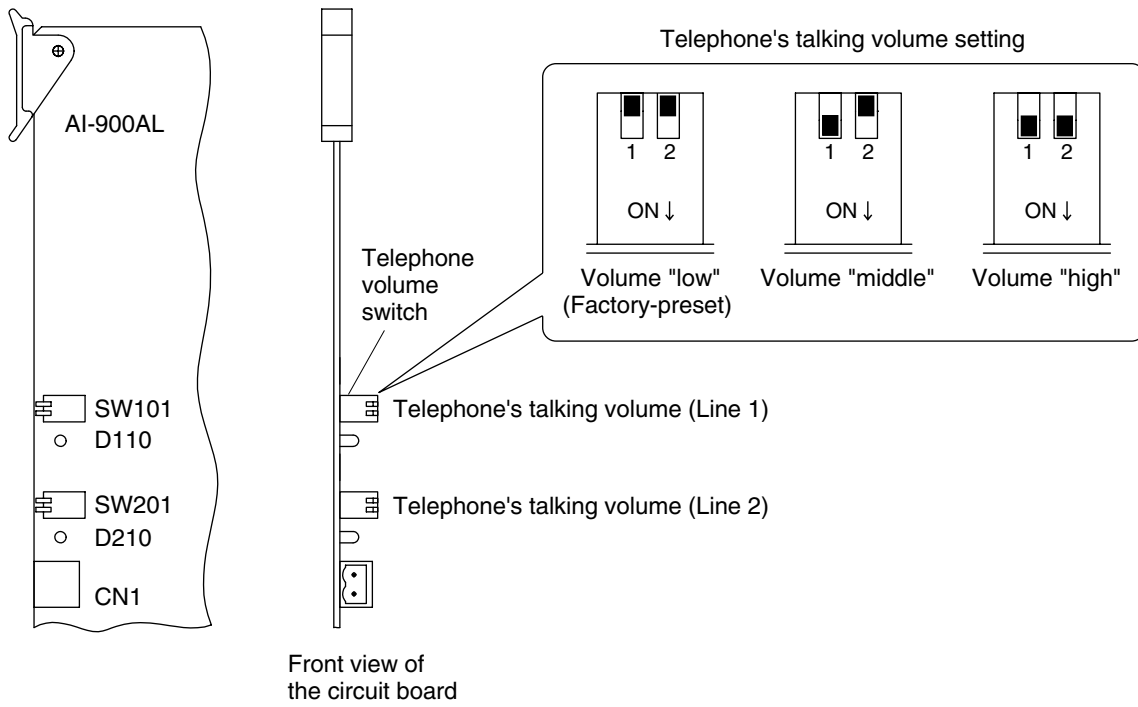 Telephone's talking volume setting
AI-900AL
1 2
ON ↓
Volume "low"
(Factory-preset)
1 2
ON ↓
Volume "middle"
1 2
ON ↓
Volume "high"
Telephone
volume
switch
SW101
D110
SW201
D210
CN1
Telephone's talking volume (Line 1)
Telephone's talking volume (Line 2)
Front view of
the circuit board